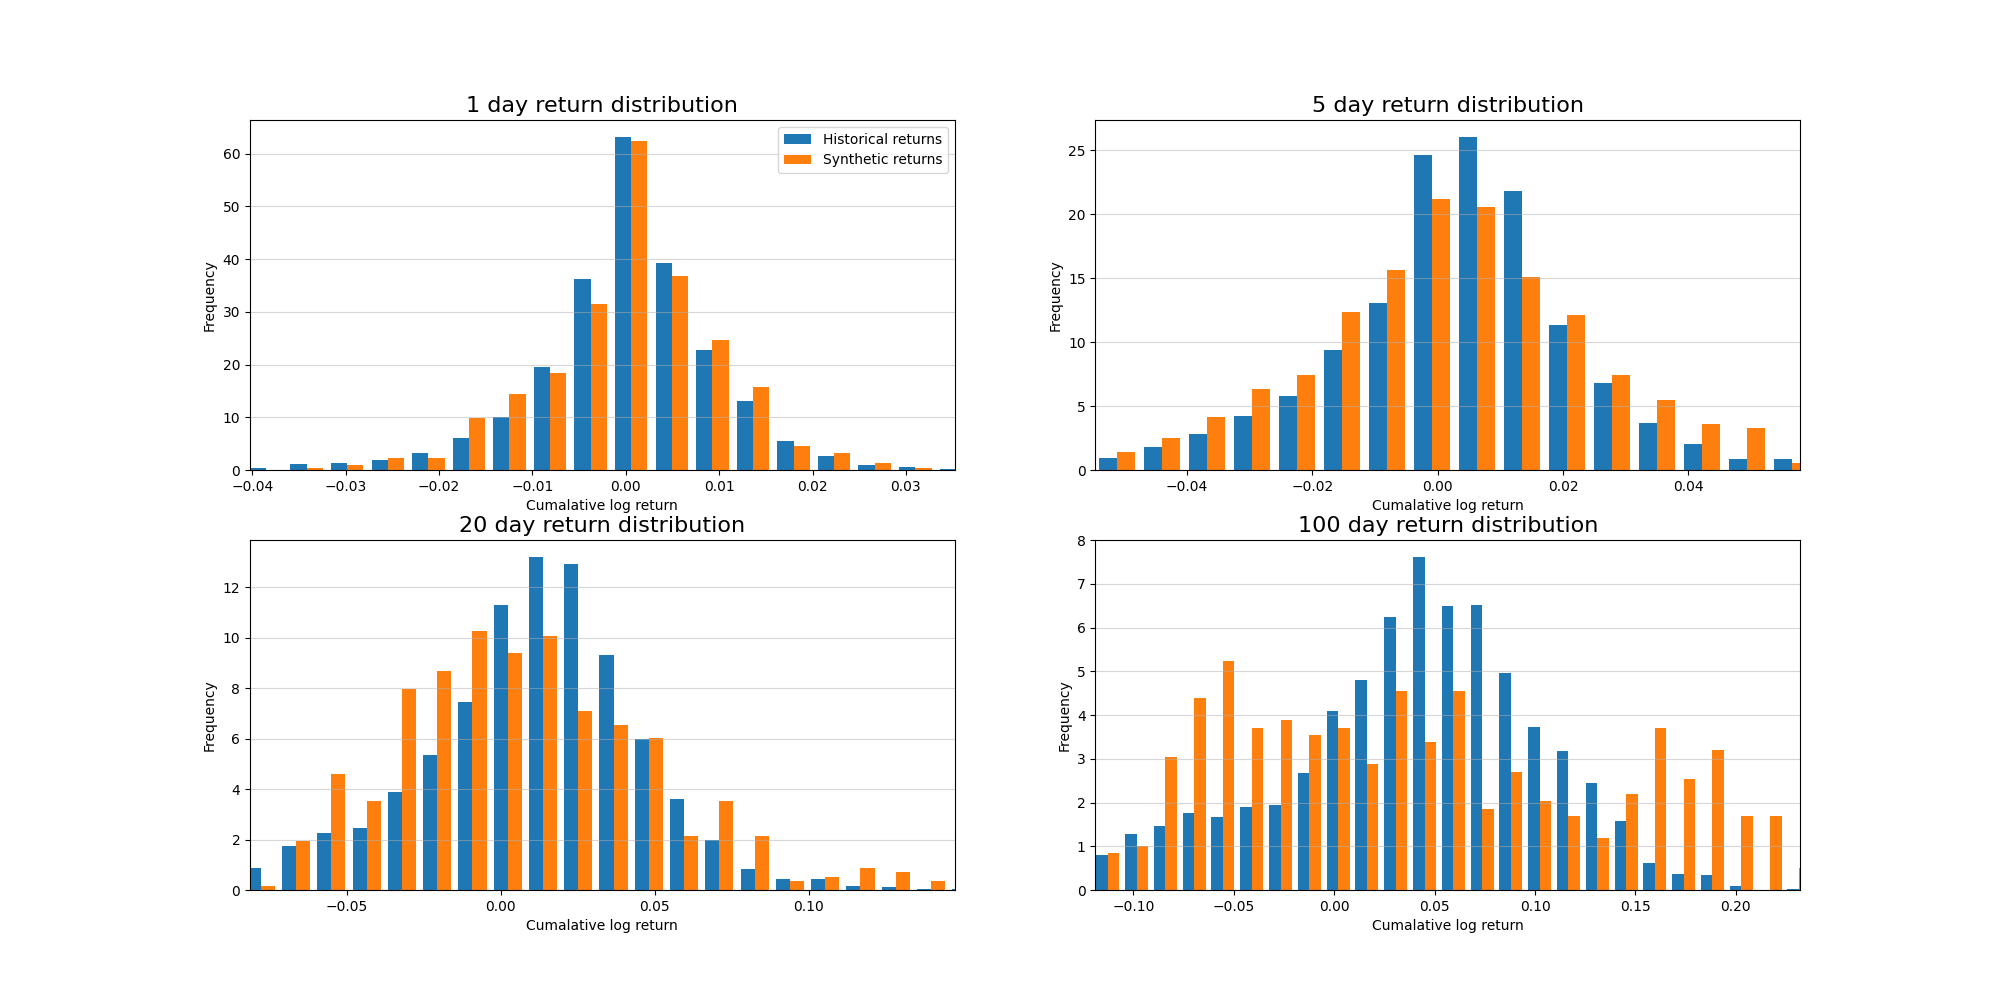 1 day return distribution
Historical returns
Synthetic returns
60
50
40
30
20
10
0
Frequency
−0.04 −0.03 −0.02 −0.01 0.00 0.01 0.02 0.03
Cumalative log return
5 day return distribution
25
20
15
10
5
0
Frequency
−0.04 −0.02 0.00 0.02 0.04
Cumalative log return
20 day return distribution
12
10
8
6
4
2
0
Frequency
−0.05 0.00 0.05 0.10
Cumalative log return
100 day return distribution
8
7
6
5
4
3
2
1
0
Frequency
−0.10 −0.05 0.00 0.05 0.10 0.15 0.20
Cumalative log return